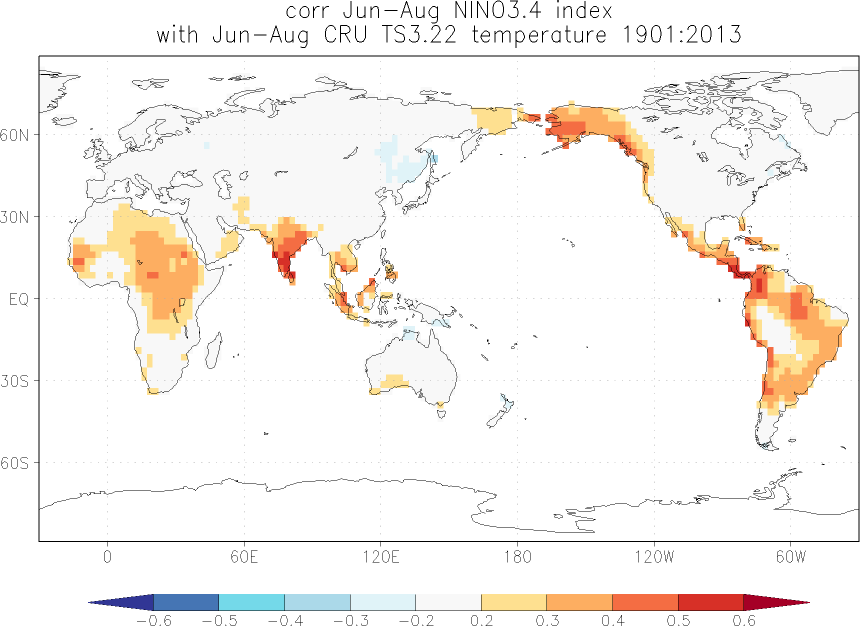 corr Jun-Aug NINO3.4 index
with Jun-Aug CRU TS3.22 temperature 1901:2013
60N
30N
EQ
30S
60S
0 60E 120E 180 120W 60W
-0.6 -0.5 -0.4 -0.3 -0.2 0.2 0.3 0.4 0.5 0.6